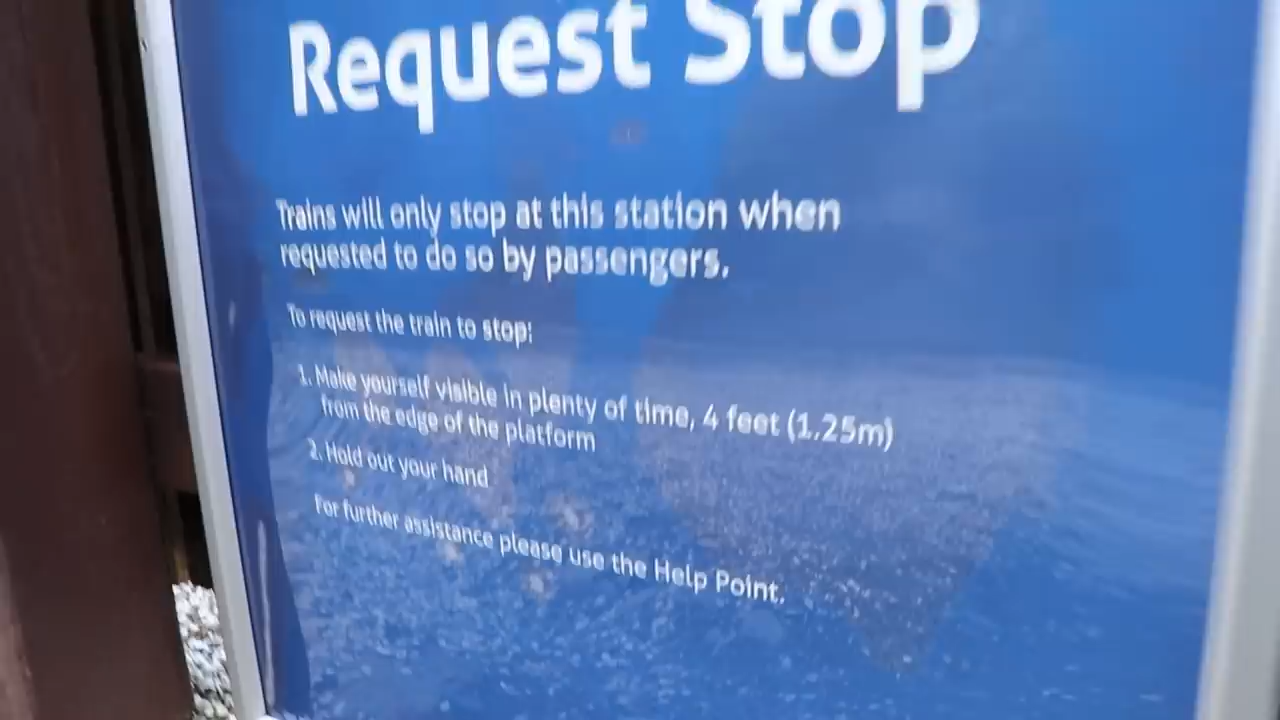 Request Stop
Trains will only stop at this station when
requested to do so by passengers.
To request the train to stop:
1. Make yourself visible in plenty of time, 4 feet (1.25m)
from the edge of the platform
2. Hold out your hand
For further assistance please use the Help Point.